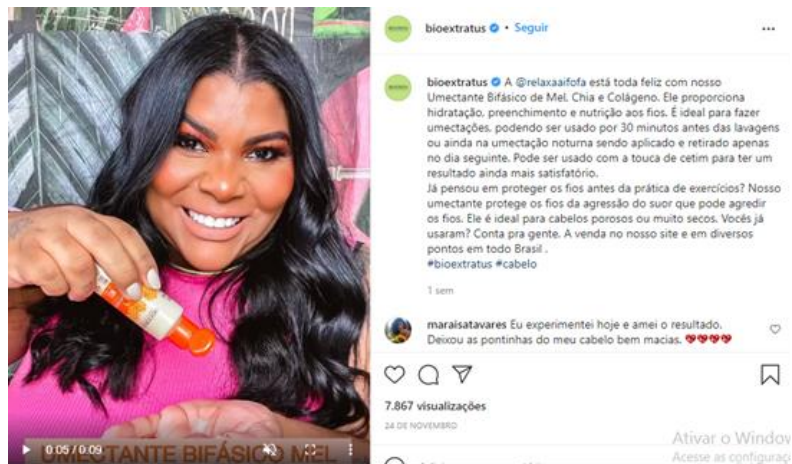 bioextratus • Seguir
bioextratus A @relaxaaifofa está toda feliz com nosso
Umectante Bifásico de Mel, Chia e Colágeno. Ele proporciona
hidratação, preenchimento e nutrição aos fios. É ideal para fazer
umectações, podendo ser usado por 30 minutos antes das lavagens
ou ainda na umectação noturna sendo aplicado e retirado apenas
no dia seguinte. Pode ser usado com a touca de cetim para ter um
resultado ainda mais satisfatório.
Já pensou em proteger os fios antes da prática de exercícios? Nosso
umectante protege os fios da agressão do suor que pode agredir
os fios. Ele é ideal para cabelos porosos ou muito secos. Vocês já
usaram? Conta pra gente. A venda no nosso site e em diversos
pontos em todo Brasil .
#bioextratus #cabelo
1 sem
maraisatavares Eu experimentei hoje e amei o resultado.
Deixou as pontinhas do meu cabelo bem macias. 💖💖💖💖
7.867 visualizações
24 DE NOVEMBRO
Ativar o Window
Acesse as configuraç
0:05 / 0:09
UMECTANTE BIFÁSICO MEL